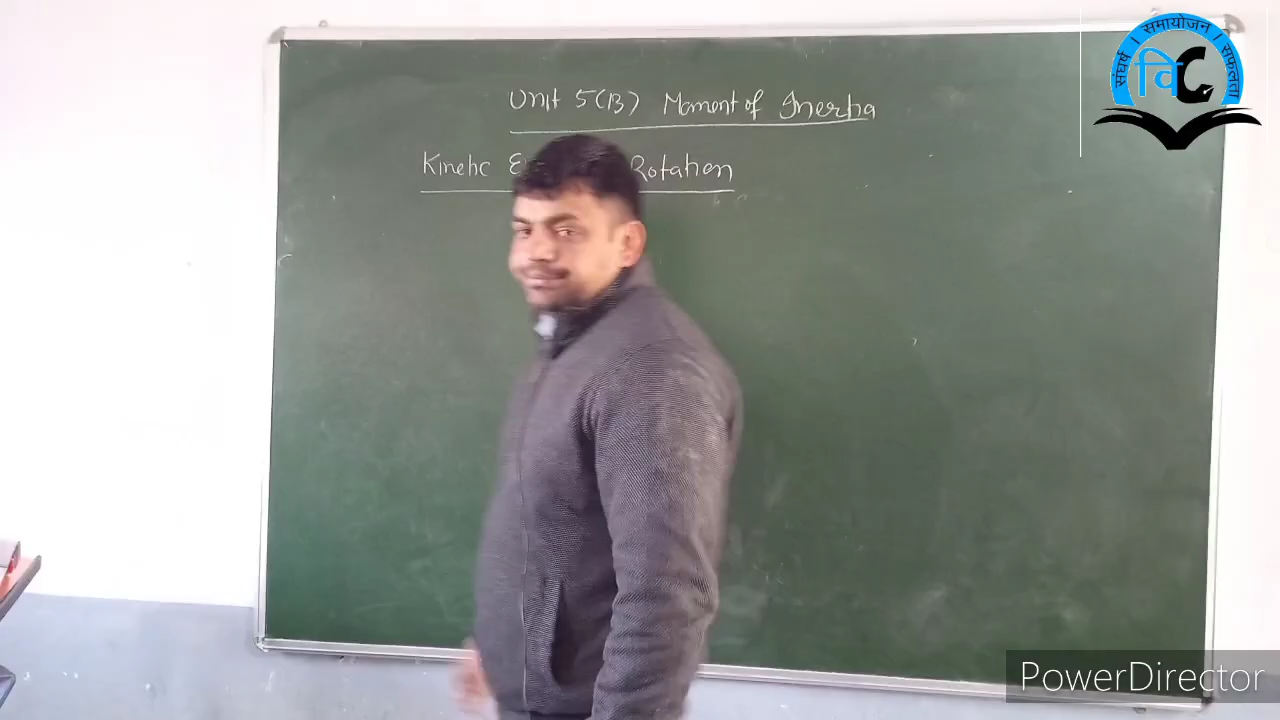 संघर्ष । समायोजन । सफलता
वि
Unit 5(B) Moment of Inertia
Kinetic Rotation
PowerDirector